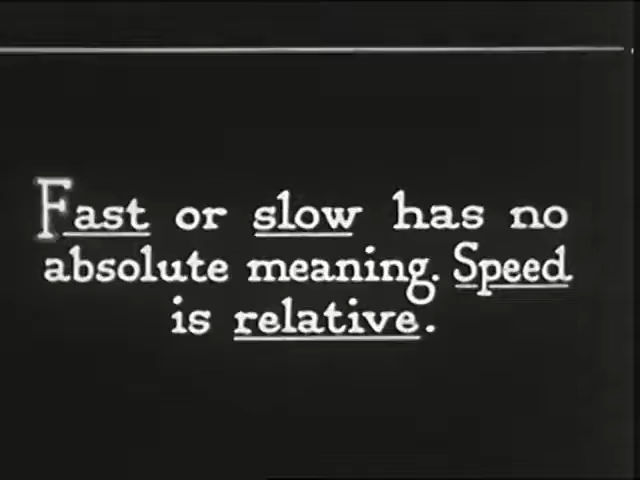 Fast or slow has no
absolute meaning. Speed
is relative.